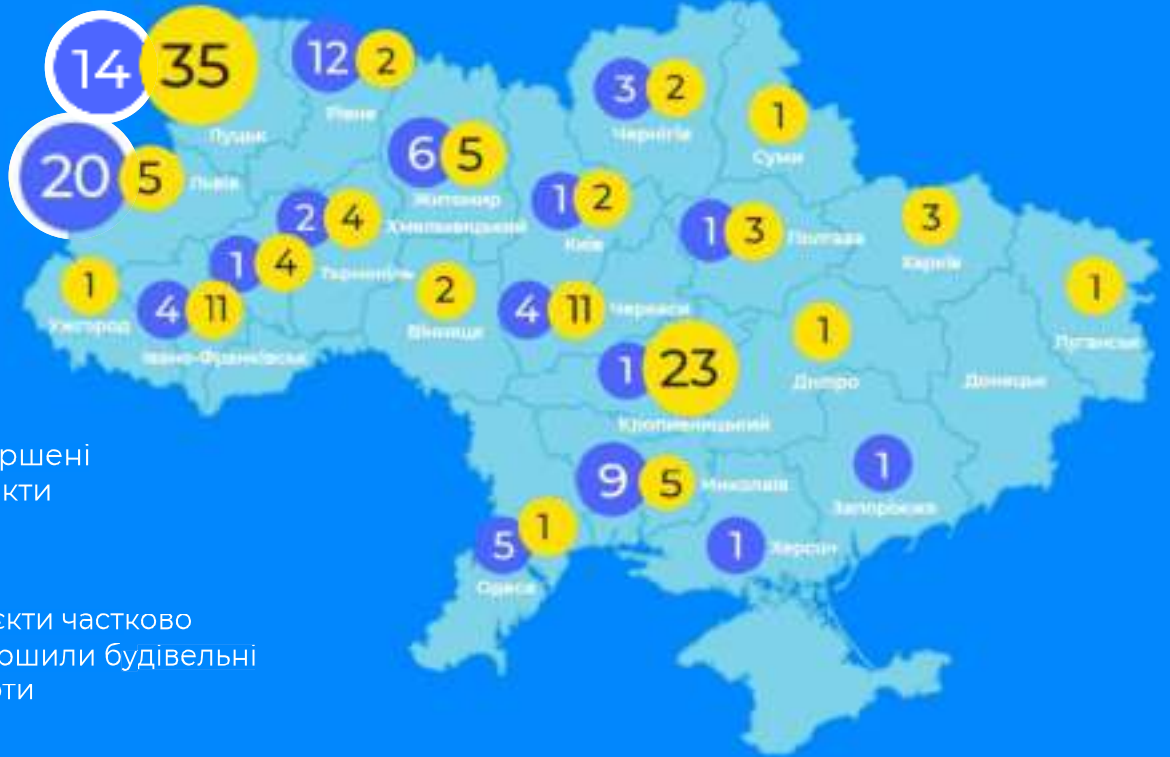 14 35
Луцьк
12 2
Рівне
3 2
Чернігів
1
Суми
20 5
Львів
6 5
Житомир
2 4
Хмельницький
1 2
Київ
1 3
Полтава
3
Харків
1 4
Тернопіль
1
Ужгород
4 11
Івано-Франківськ
2
Вінниця
4 11
Черкаси
1
Дніпро
1
Луганськ
1 23
Кропивницький
Донецьк
9 5
Миколаїв
1
Запоріжжя
5 1
Одеса
1
Херсон
ршені
кти
єкти частково
ршили будівельні
оти